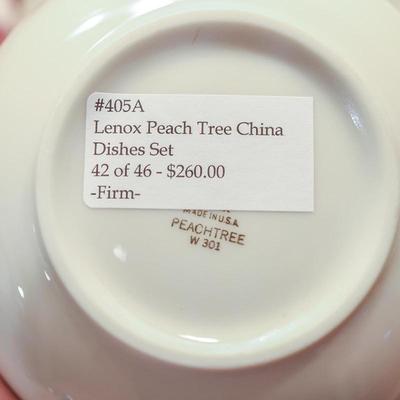 #405A
Lenox Peach Tree China
Dishes Set
42 of 46 - $260.00
-Firm-
MADE IN U.S.A.
PEACHTREE
W 301